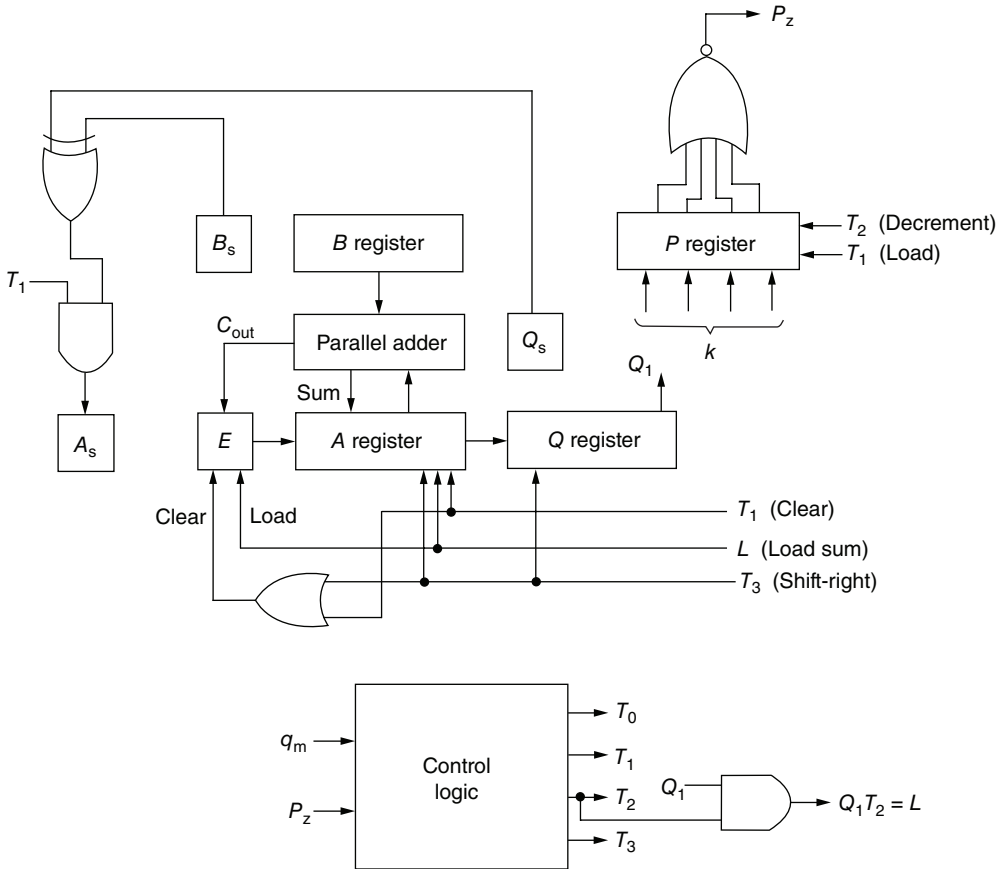 P_z
B_s
B register
T_1
C_out
Parallel adder
Sum
Q_s
P register
T_2 (Decrement)
T_1 (Load)
k
Q_1
A_s
E
A register
Q register
Clear
Load
T_1 (Clear)
L (Load sum)
T_3 (Shift-right)
q_m
P_z
Control
logic
T_0
T_1
T_2
T_3
Q_1
Q_1T_2 = L